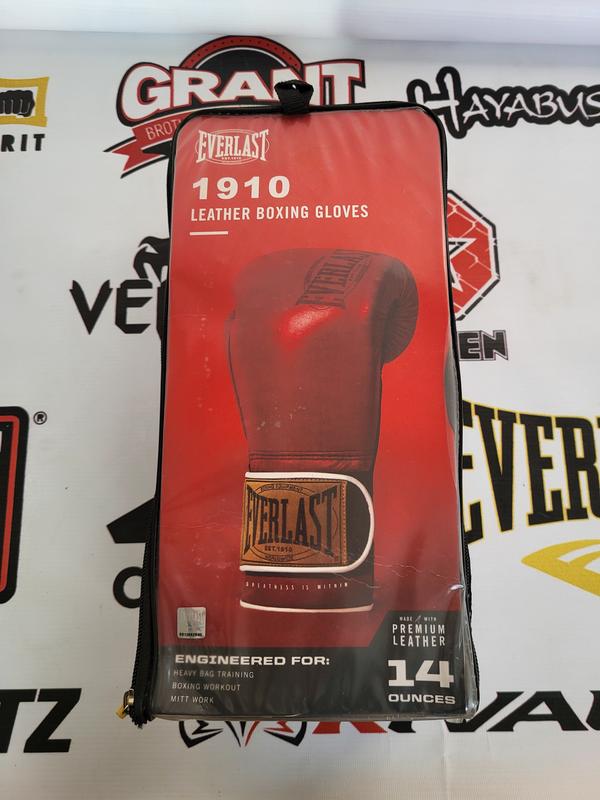 GRANT
HAYABUS
RIT
EVERLAST
EST. 1910
1910
LEATHER BOXING GLOVES
EVERLAST
VE
EN
EVER
EVERLAST
EST. 1910
GREATNESS IS WITHIN
MADE WITH
PREMIUM
LEATHER
14
OUNCES
ENGINEERED FOR:
HEAVY BAG TRAINING
BOXING WORKOUT
MITT WORK
TZ
RIVAL